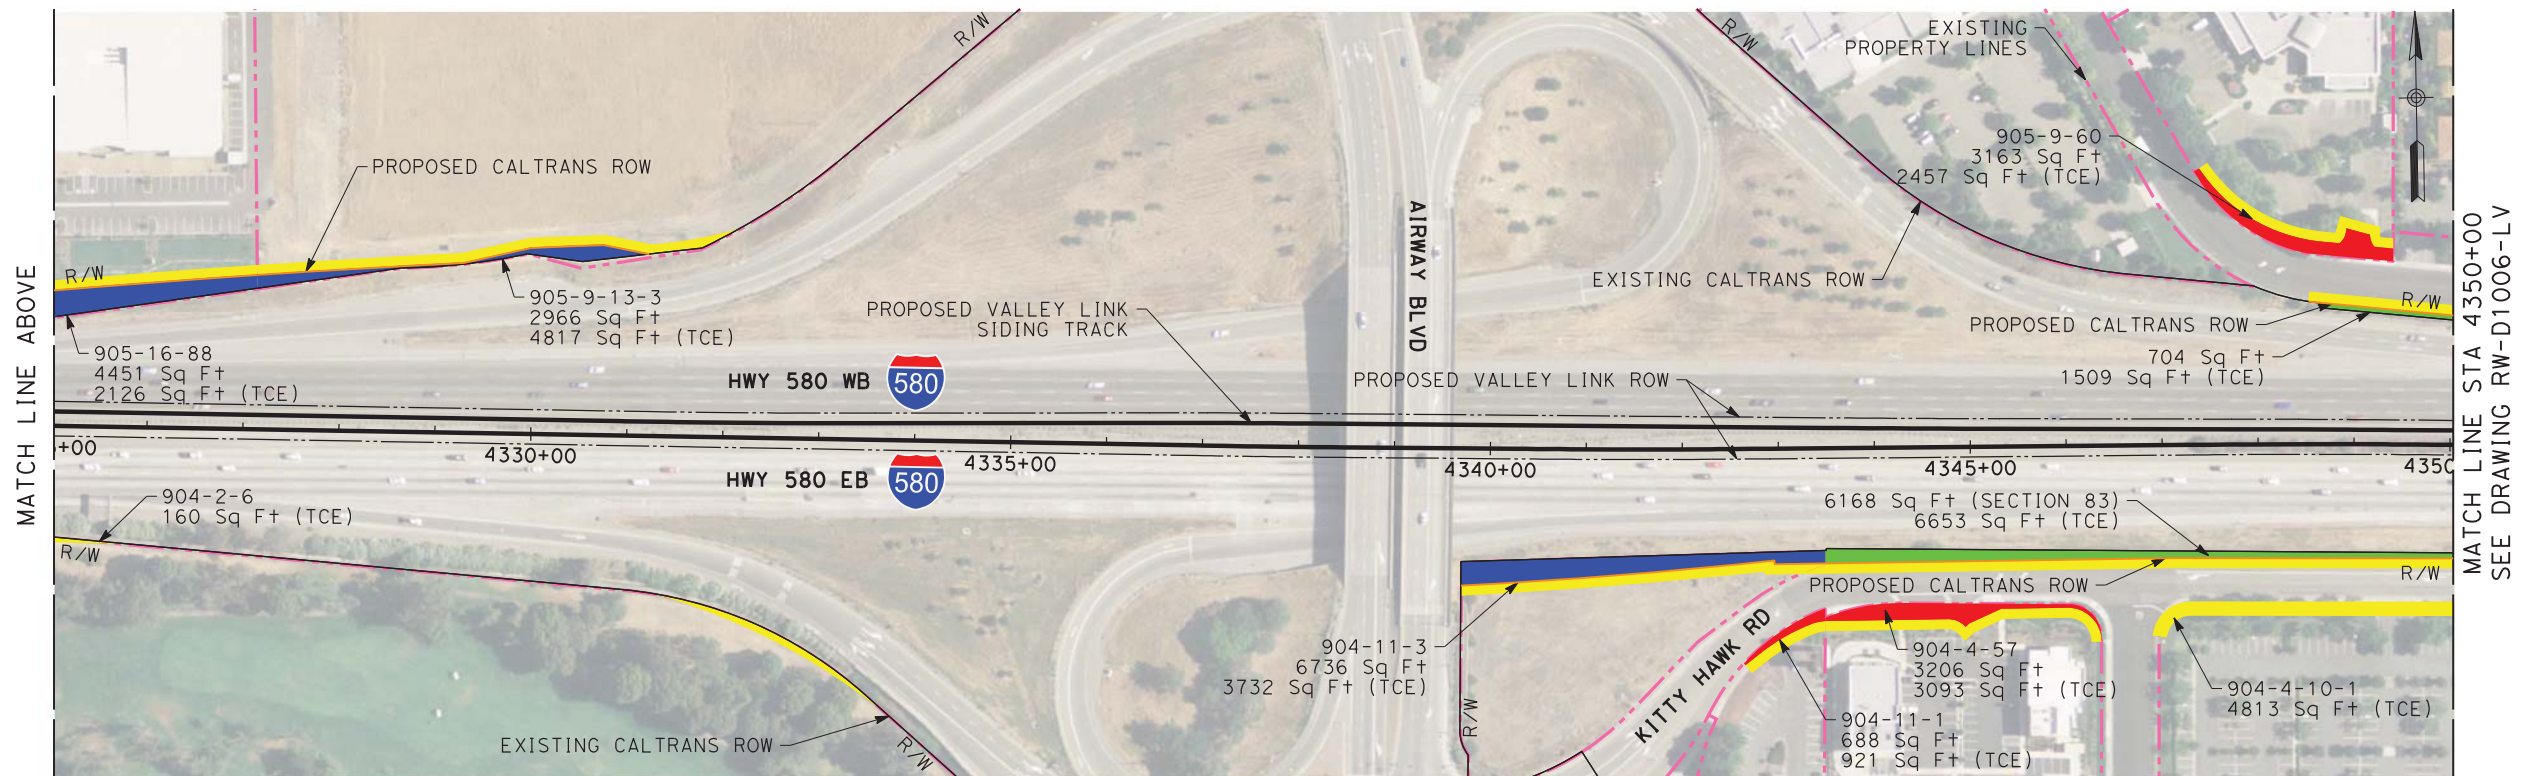 R/W
R/W
EXISTING
PROPERTY LINES
905-9-60
3163 Sq Ft
2457 Sq Ft (TCE)
PROPOSED CALTRANS ROW
R/W
905-9-13-3
2966 Sq Ft
4817 Sq Ft (TCE)
905-16-88
4451 Sq Ft
2126 Sq Ft (TCE)
PROPOSED VALLEY LINK
SIDING TRACK
AIRWAY BLVD
EXISTING CALTRANS ROW
R/W
PROPOSED CALTRANS ROW
704 Sq Ft
1509 Sq Ft (TCE)
PROPOSED VALLEY LINK ROW
HWY 580 WB
580
MATCH LINE ABOVE
MATCH LINE STA 4350+00
SEE DRAWING RW-D1006-LV
+00
4330+00
4335+00
4340+00
4345+00
4350
HWY 580 EB
580
904-2-6
160 Sq Ft (TCE)
R/W
6168 Sq Ft (SECTION 83)
6653 Sq Ft (TCE)
PROPOSED CALTRANS ROW
R/W
904-11-3
6736 Sq Ft
3732 Sq Ft (TCE)
KITTY HAWK RD
904-4-57
3206 Sq Ft
3093 Sq Ft (TCE)
904-4-10-1
4813 Sq Ft (TCE)
904-11-1
688 Sq Ft
921 Sq Ft (TCE)
EXISTING CALTRANS ROW
R/W
R/W